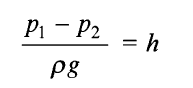 (p₁ − p₂) / (ρg) = h